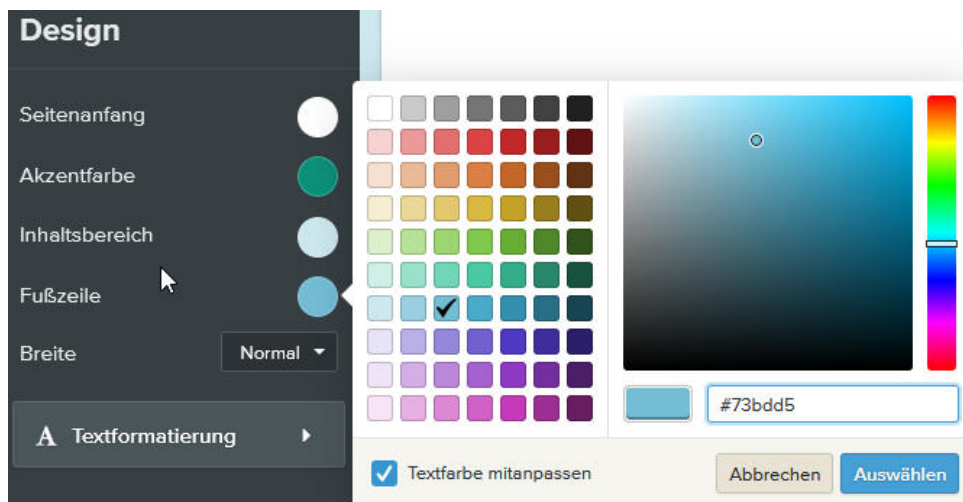 Design
Seitenanfang
Akzentfarbe
Inhaltsbereich
Fußzeile
Breite
Normal
A Textformatierung
#73bdd5
Textfarbe mitanpassen
Abbrechen
Auswählen